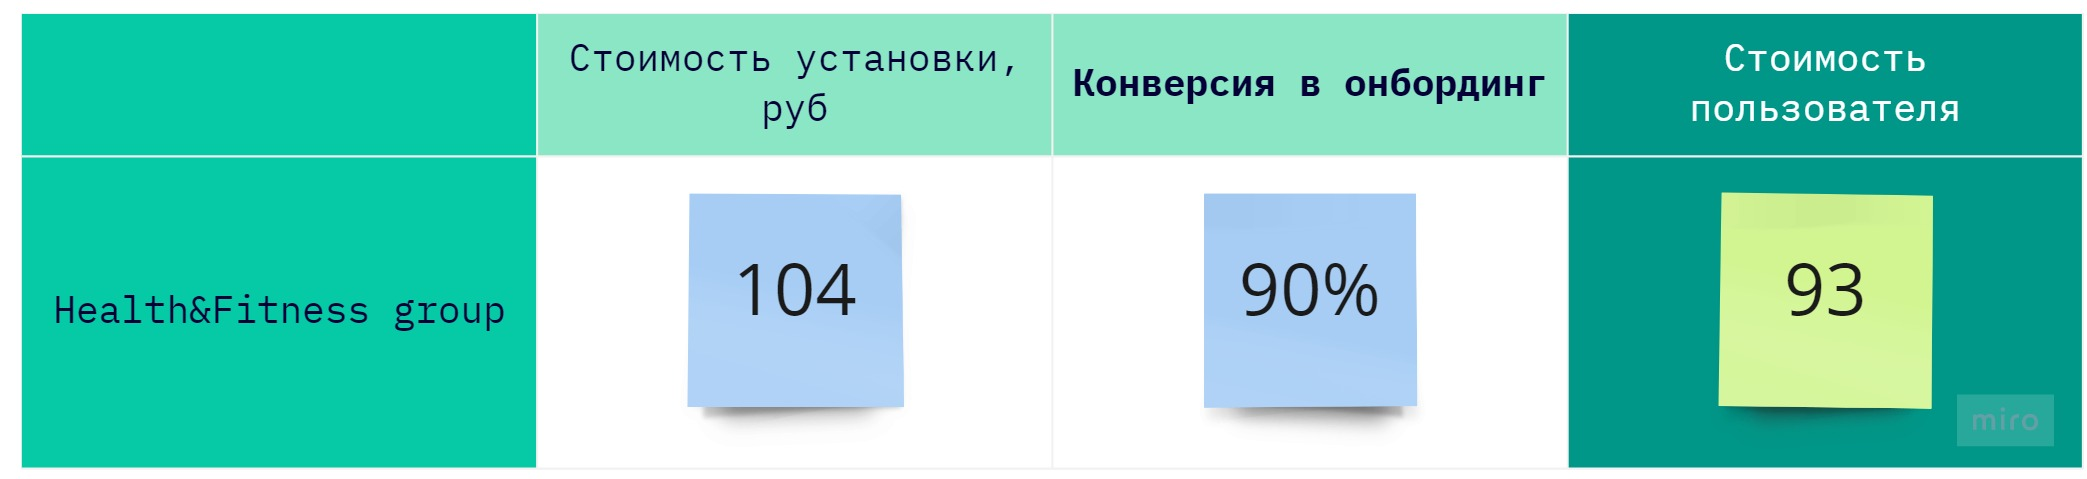 Стоимость установки,
руб
Конверсия в онбординг
Стоимость
пользователя
Health&Fitness group
104
90%
93
miro